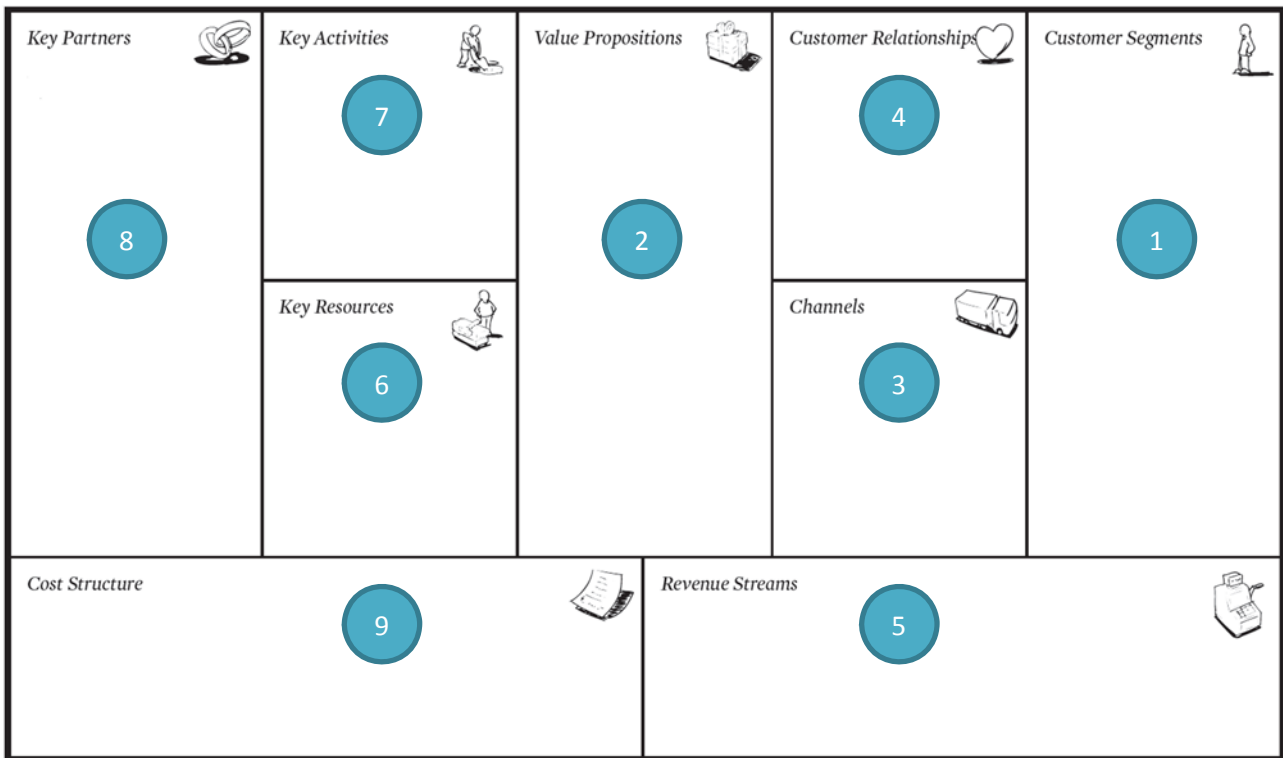 Key Partners
8
Key Activities
7
Key Resources
6
Value Propositions
2
Customer Relationships
4
Channels
3
Customer Segments
1
Cost Structure
9
Revenue Streams
5